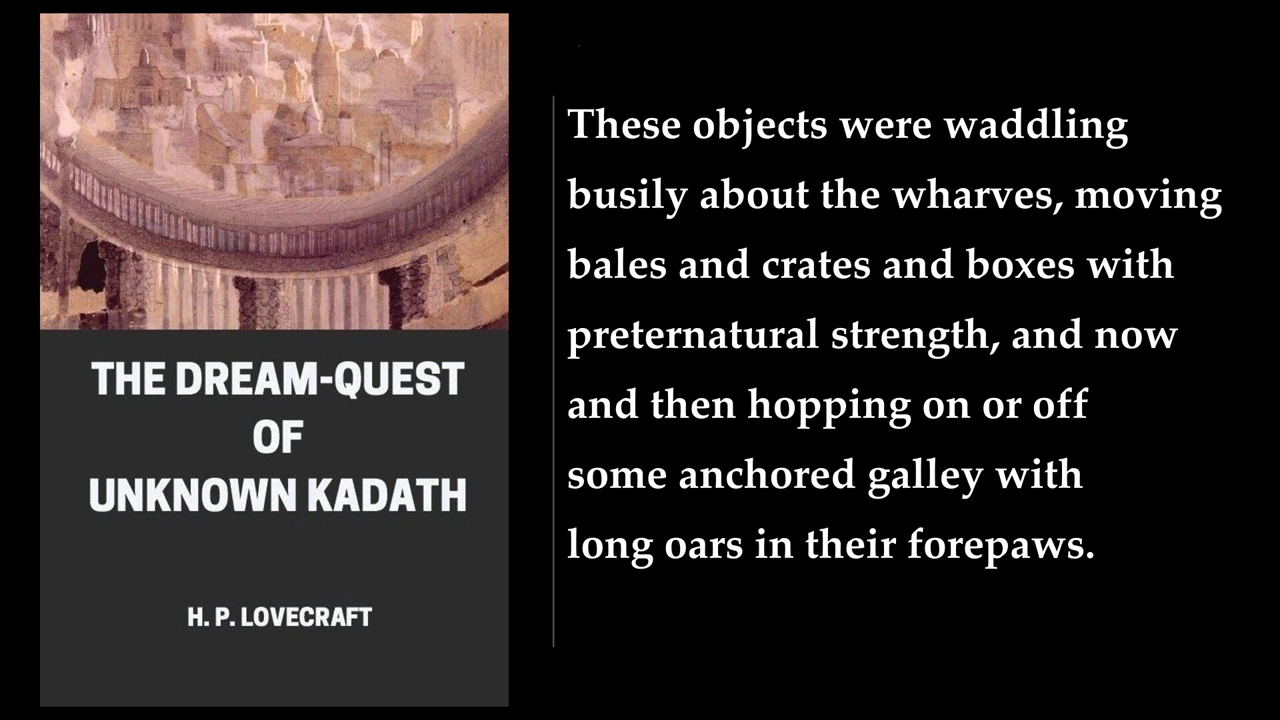 THE DREAM-QUEST
OF
UNKNOWN KADATH
H. P. LOVECRAFT
These objects were waddling
busily about the wharves, moving
bales and crates and boxes with
preternatural strength, and now
and then hopping on or off
some anchored galley with
long oars in their forepaws.